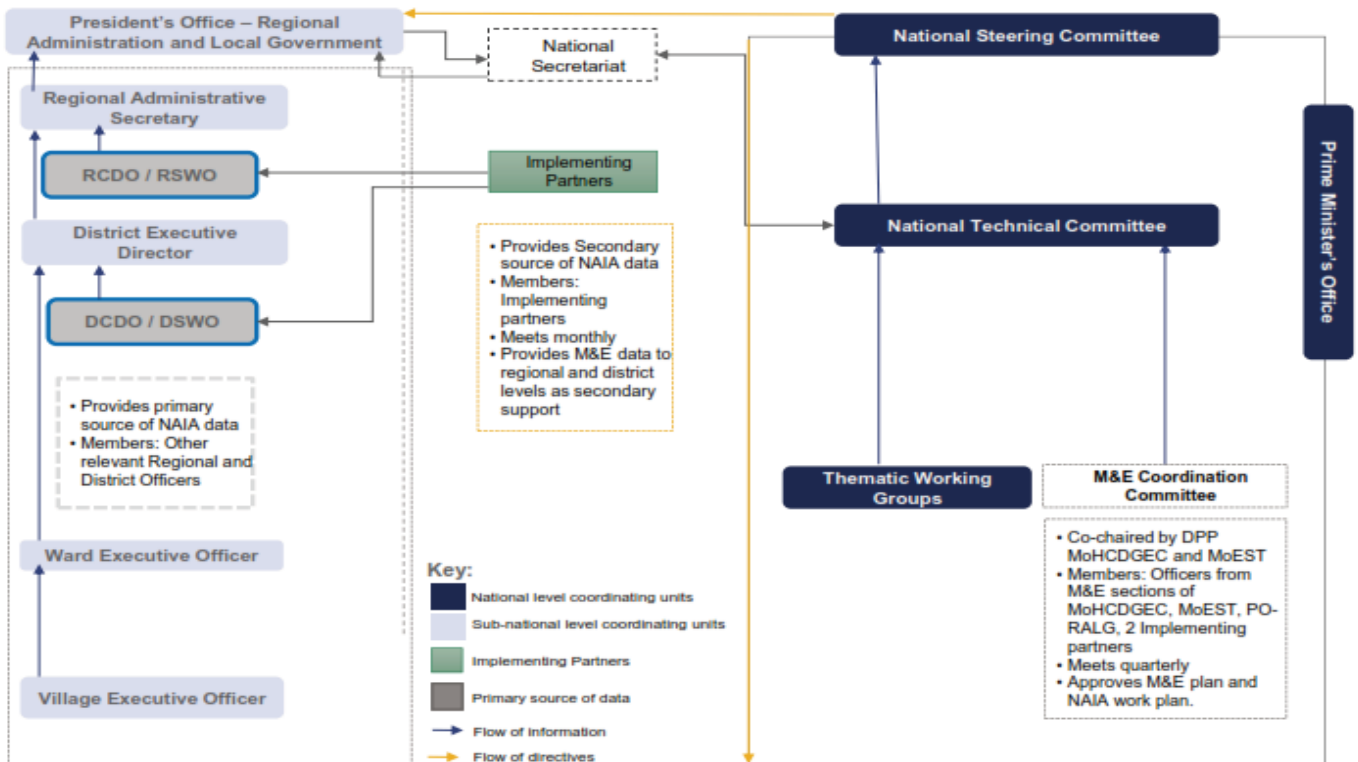 President's Office – Regional
Administration and Local Government
National
Secretariat
National Steering Committee
Regional Administrative
Secretary
RCDO / RSWO
Implementing
Partners
Prime Minister's Office
National Technical Committee
District Executive
Director
• Provides Secondary
source of NAIA data
• Members:
Implementing
partners
• Meets monthly
• Provides M&E data to
regional and district
levels as secondary
support
DCDO / DSWO
• Provides primary
source of NAIA data
• Members: Other
relevant Regional and
District Officers
Thematic Working
Groups
M&E Coordination
Committee
• Co-chaired by DPP
MoHCDGEC and MoEST
• Members: Officers from
M&E sections of
MoHCDGEC, MoEST, PO-
RALG, 2 Implementing
partners
• Meets quarterly
• Approves M&E plan and
NAIA work plan.
Ward Executive Officer
Village Executive Officer
Key:
National level coordinating units
Sub-national level coordinating units
Implementing Partners
Primary source of data
Flow of information
Flow of directives